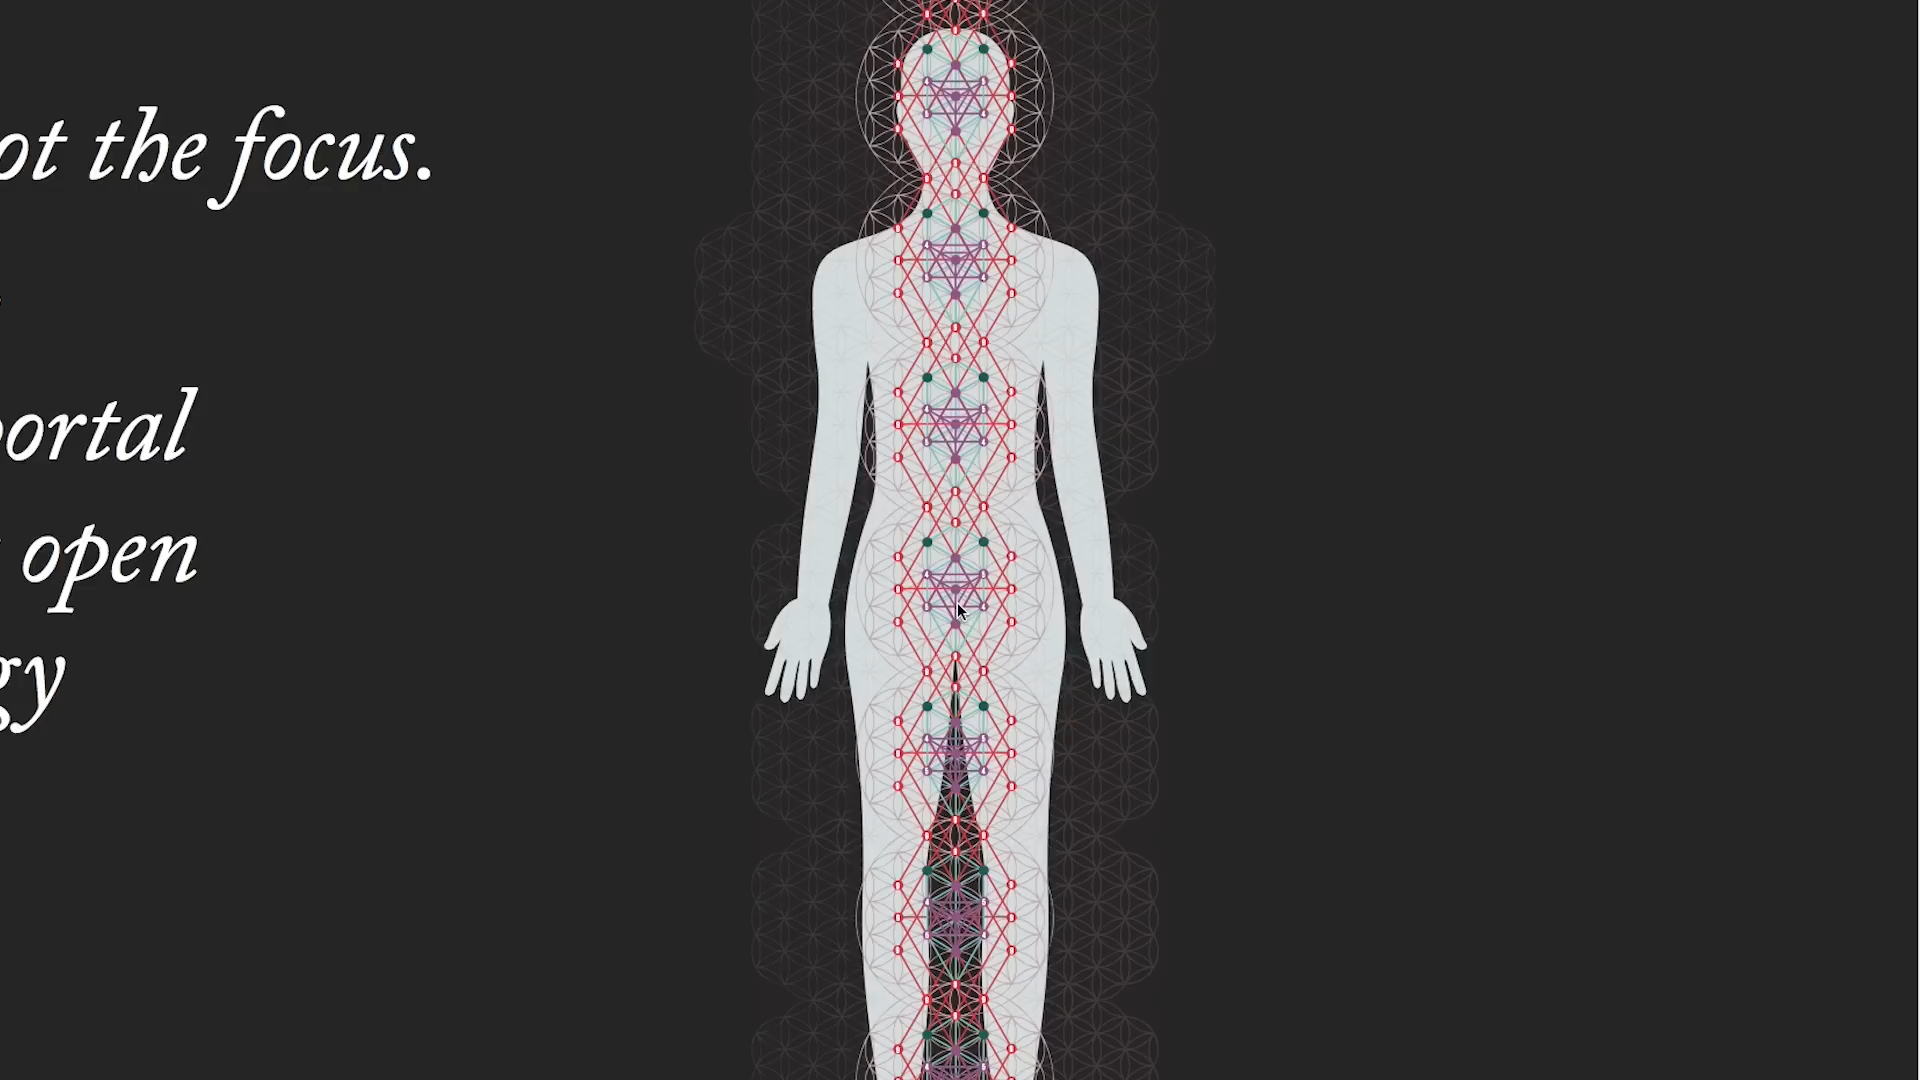 ot the focus.
ortal
open
gy